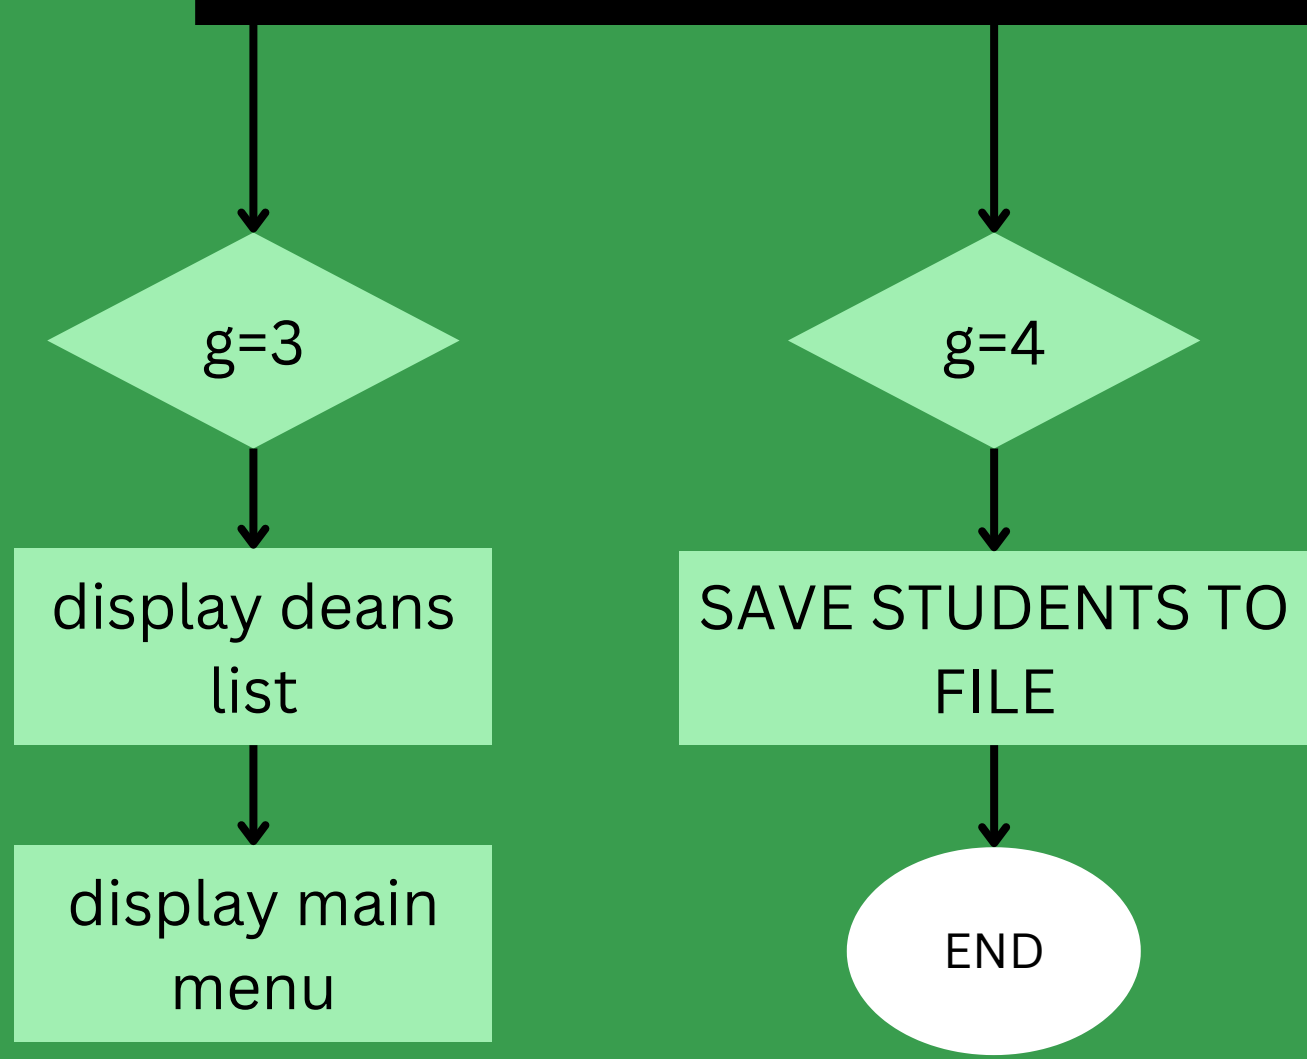 g=3
g=4
display deans
list
SAVE STUDENTS TO
FILE
display main
menu
END